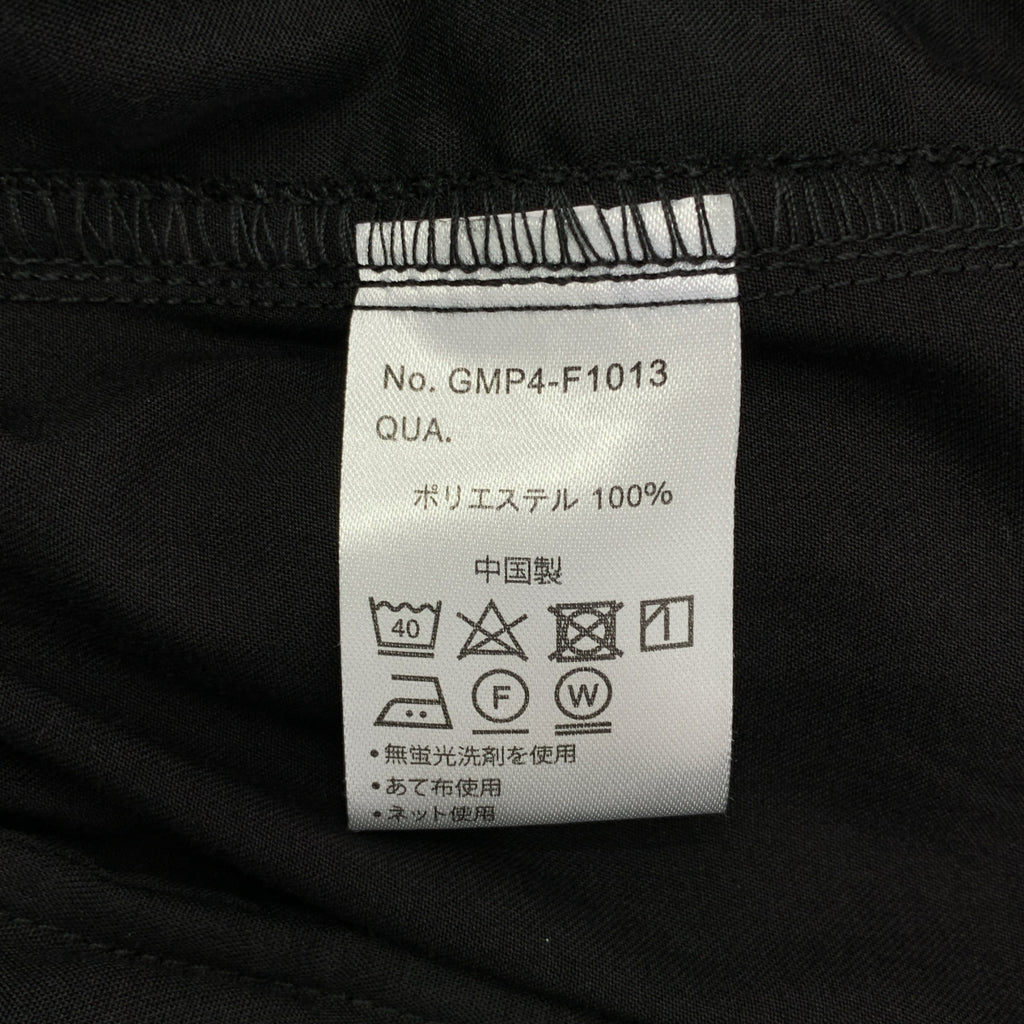 No. GMP4-F1013
QUA.
ポリエステル 100%
中国製
40
F W
•無蛍光洗剤を使用
•あて布使用
•ネット使用